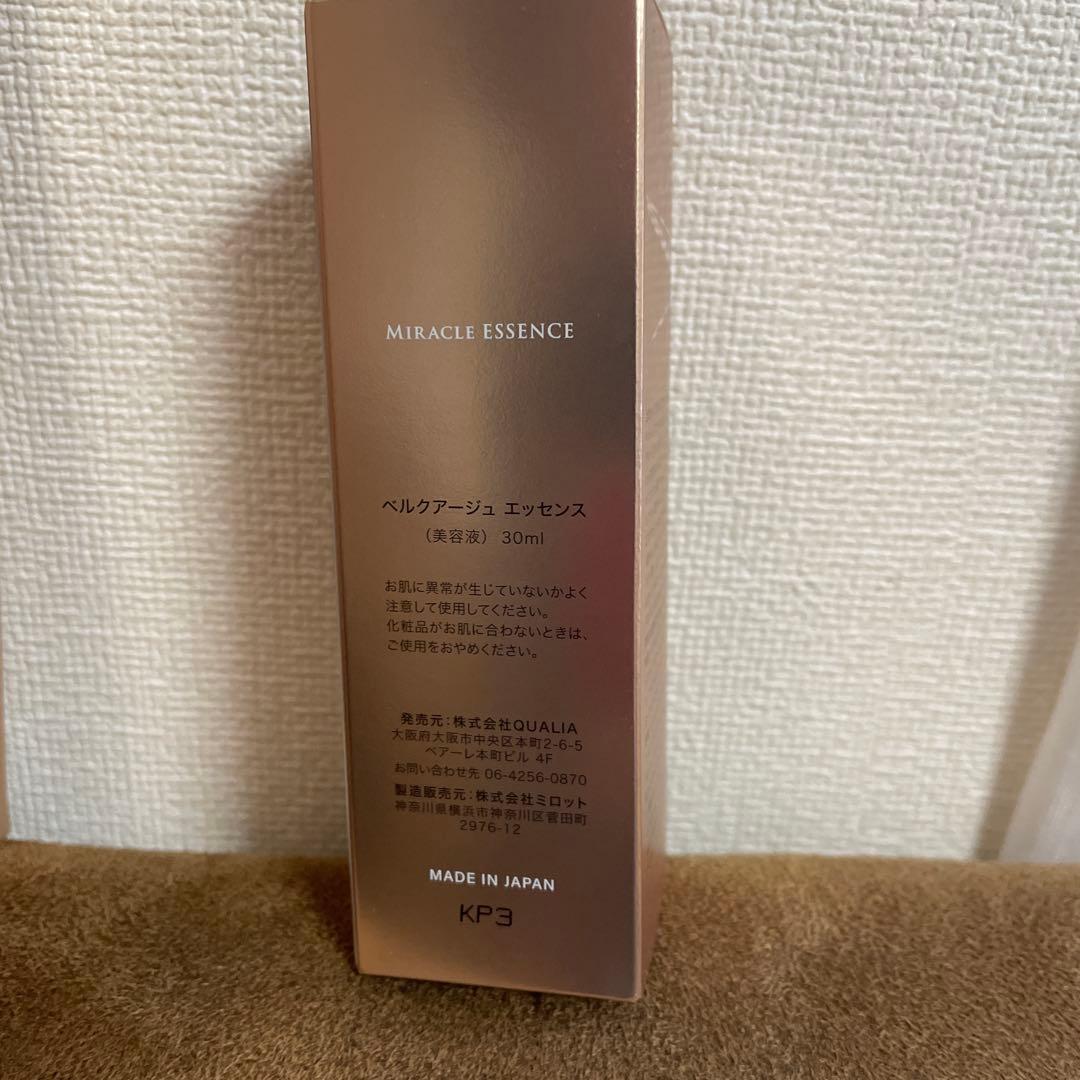 MIRACLE ESSENCE
ベルクアージュ エッセンス
（美容液） 30ml
お肌に異常が生じていないかよく
注意して使用してください。
化粧品がお肌に合わないときは、
ご使用をおやめください。
発売元：株式会社QUALIA
大阪府大阪市中央区本町2-6-5
ベアーレ本町ビル 4F
お問い合わせ先 06-4256-0870
製造販売元：株式会社ミロット
神奈川県横浜市神奈川区菅田町
2976-12
MADE IN JAPAN
KP3